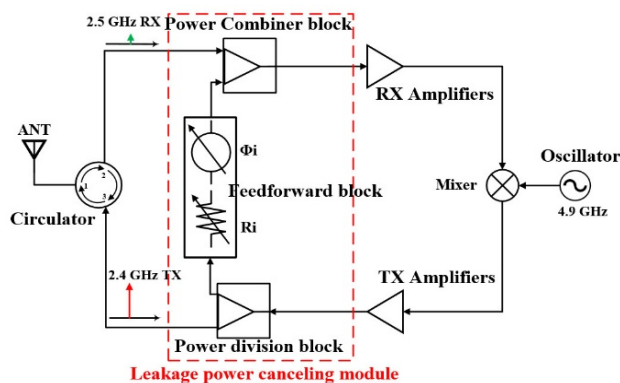 2.5 GHz RX
Power Combiner block
RX Amplifiers
ANT
Φi
Oscillator
Mixer
2
1
3
Feedforward block
Circulator
Ri
4.9 GHz
2.4 GHz TX
TX Amplifiers
Power division block
Leakage power canceling module